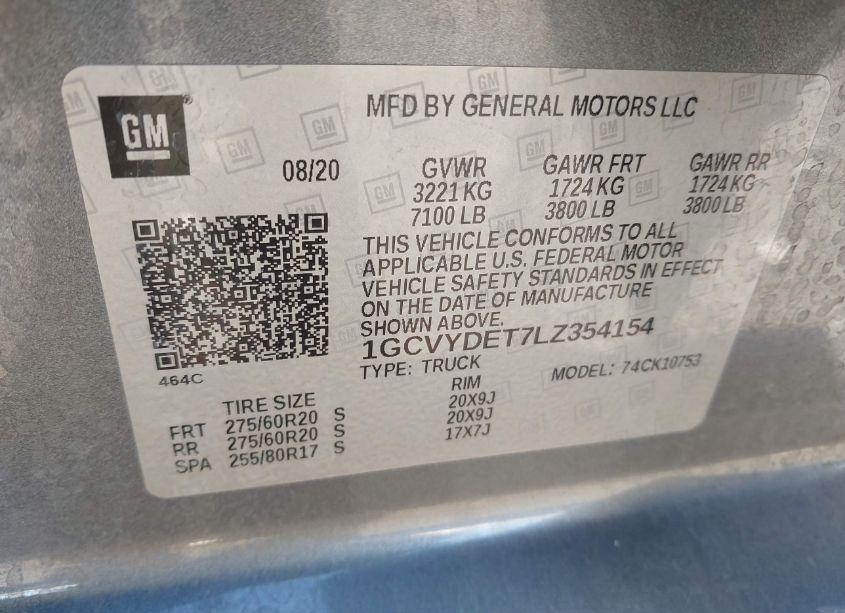 GM
MFD BY GENERAL MOTORS LLC
08/20
GVWR GAWR FRT GAWR RR
3221 KG 1724 KG 1724 KG
7100 LB 3800 LB 3800 LB
THIS VEHICLE CONFORMS TO ALL
APPLICABLE U.S. FEDERAL MOTOR
VEHICLE SAFETY STANDARDS IN EFFECT
ON THE DATE OF MANUFACTURE
SHOWN ABOVE.
1GCVYDET7LZ354154
TYPE: TRUCK MODEL: 74CK10753
464C
TIRE SIZE RIM
FRT 275/60R20 S 20X9J
RR 275/60R20 S 20X9J
SPA 255/80R17 S 17X7J